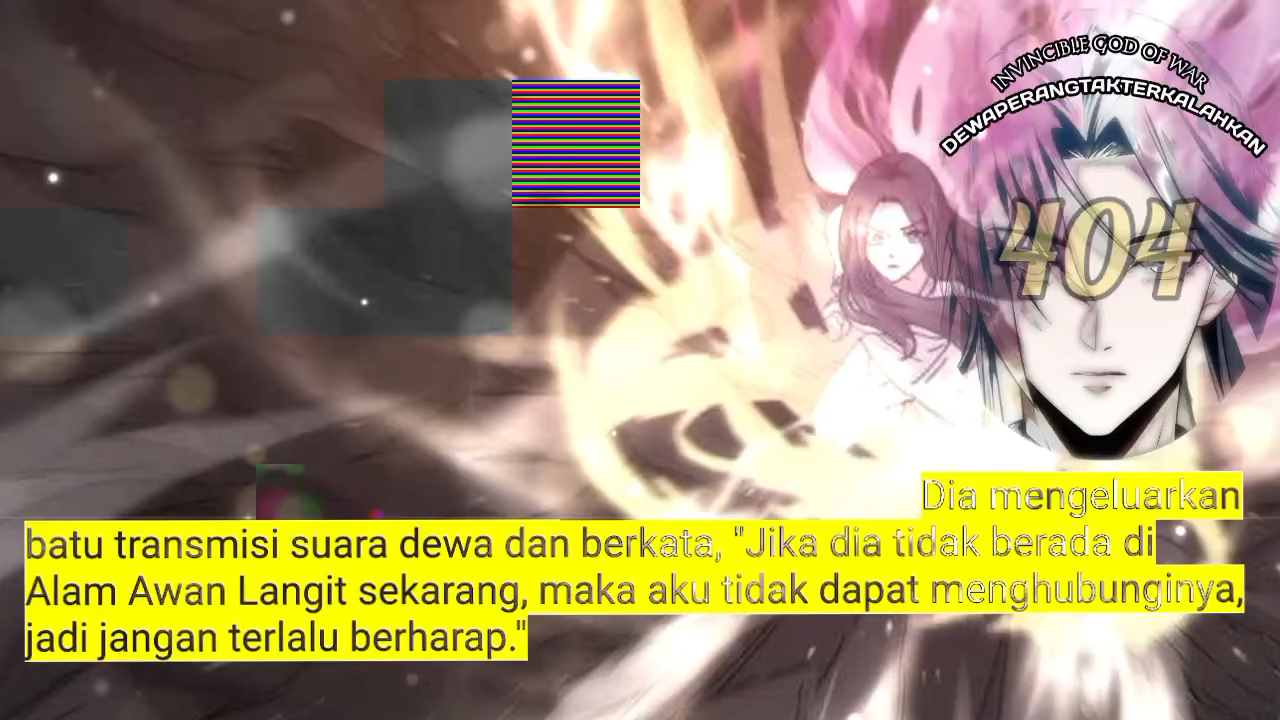 INVINCIBLE GOD OF WAR
DEWAPERANGTAKTERKALAHKAN
404
Dia mengeluarkan
batu transmisi suara dewa dan berkata, "Jika dia tidak berada di
Alam Awan Langit sekarang, maka aku tidak dapat menghubunginya,
jadi jangan terlalu berharap."